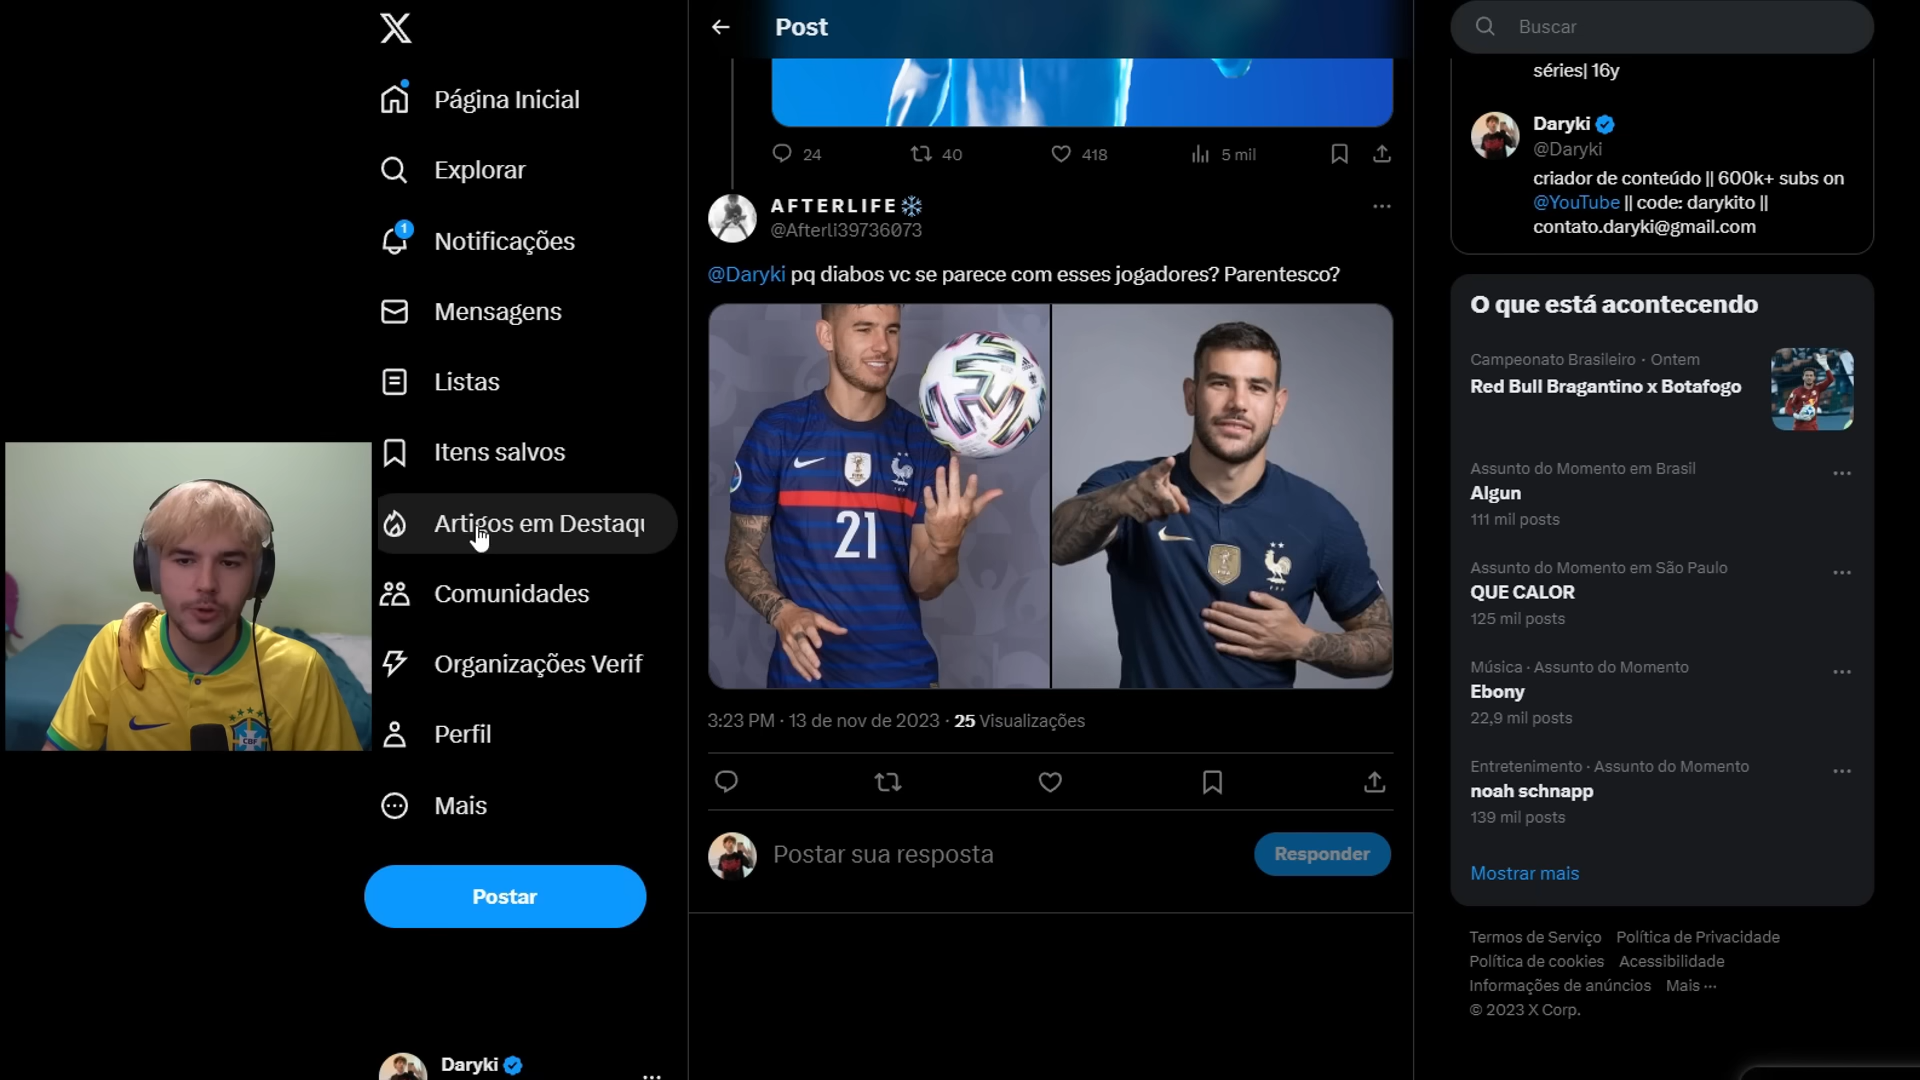 Página Inicial
Explorar
1
Notificações
Mensagens
Listas
Itens salvos
Artigos em Destaqu
Comunidades
Organizações Verif
Perfil
Mais
Postar
Daryki
Post
24
40
418
5 mil
AFTERLIFE
@Afterli39736073
@Daryki pq diabos vc se parece com esses jogadores? Parentesco?
21
3:23 PM · 13 de nov de 2023 · 25 Visualizações
Postar sua resposta
Responder
Buscar
séries| 16y
Daryki
@Daryki
criador de conteúdo || 600k+ subs on
@YouTube || code: darykito ||
contato.daryki@gmail.com
O que está acontecendo
Campeonato Brasileiro · Ontem
Red Bull Bragantino x Botafogo
Assunto do Momento em Brasil
Algun
111 mil posts
Assunto do Momento em São Paulo
QUE CALOR
125 mil posts
Música · Assunto do Momento
Ebony
22,9 mil posts
Entretenimento · Assunto do Momento
noah schnapp
139 mil posts
Mostrar mais
Termos de Serviço Política de Privacidade
Política de cookies Acessibilidade
Informações de anúncios Mais ···
© 2023 X Corp.